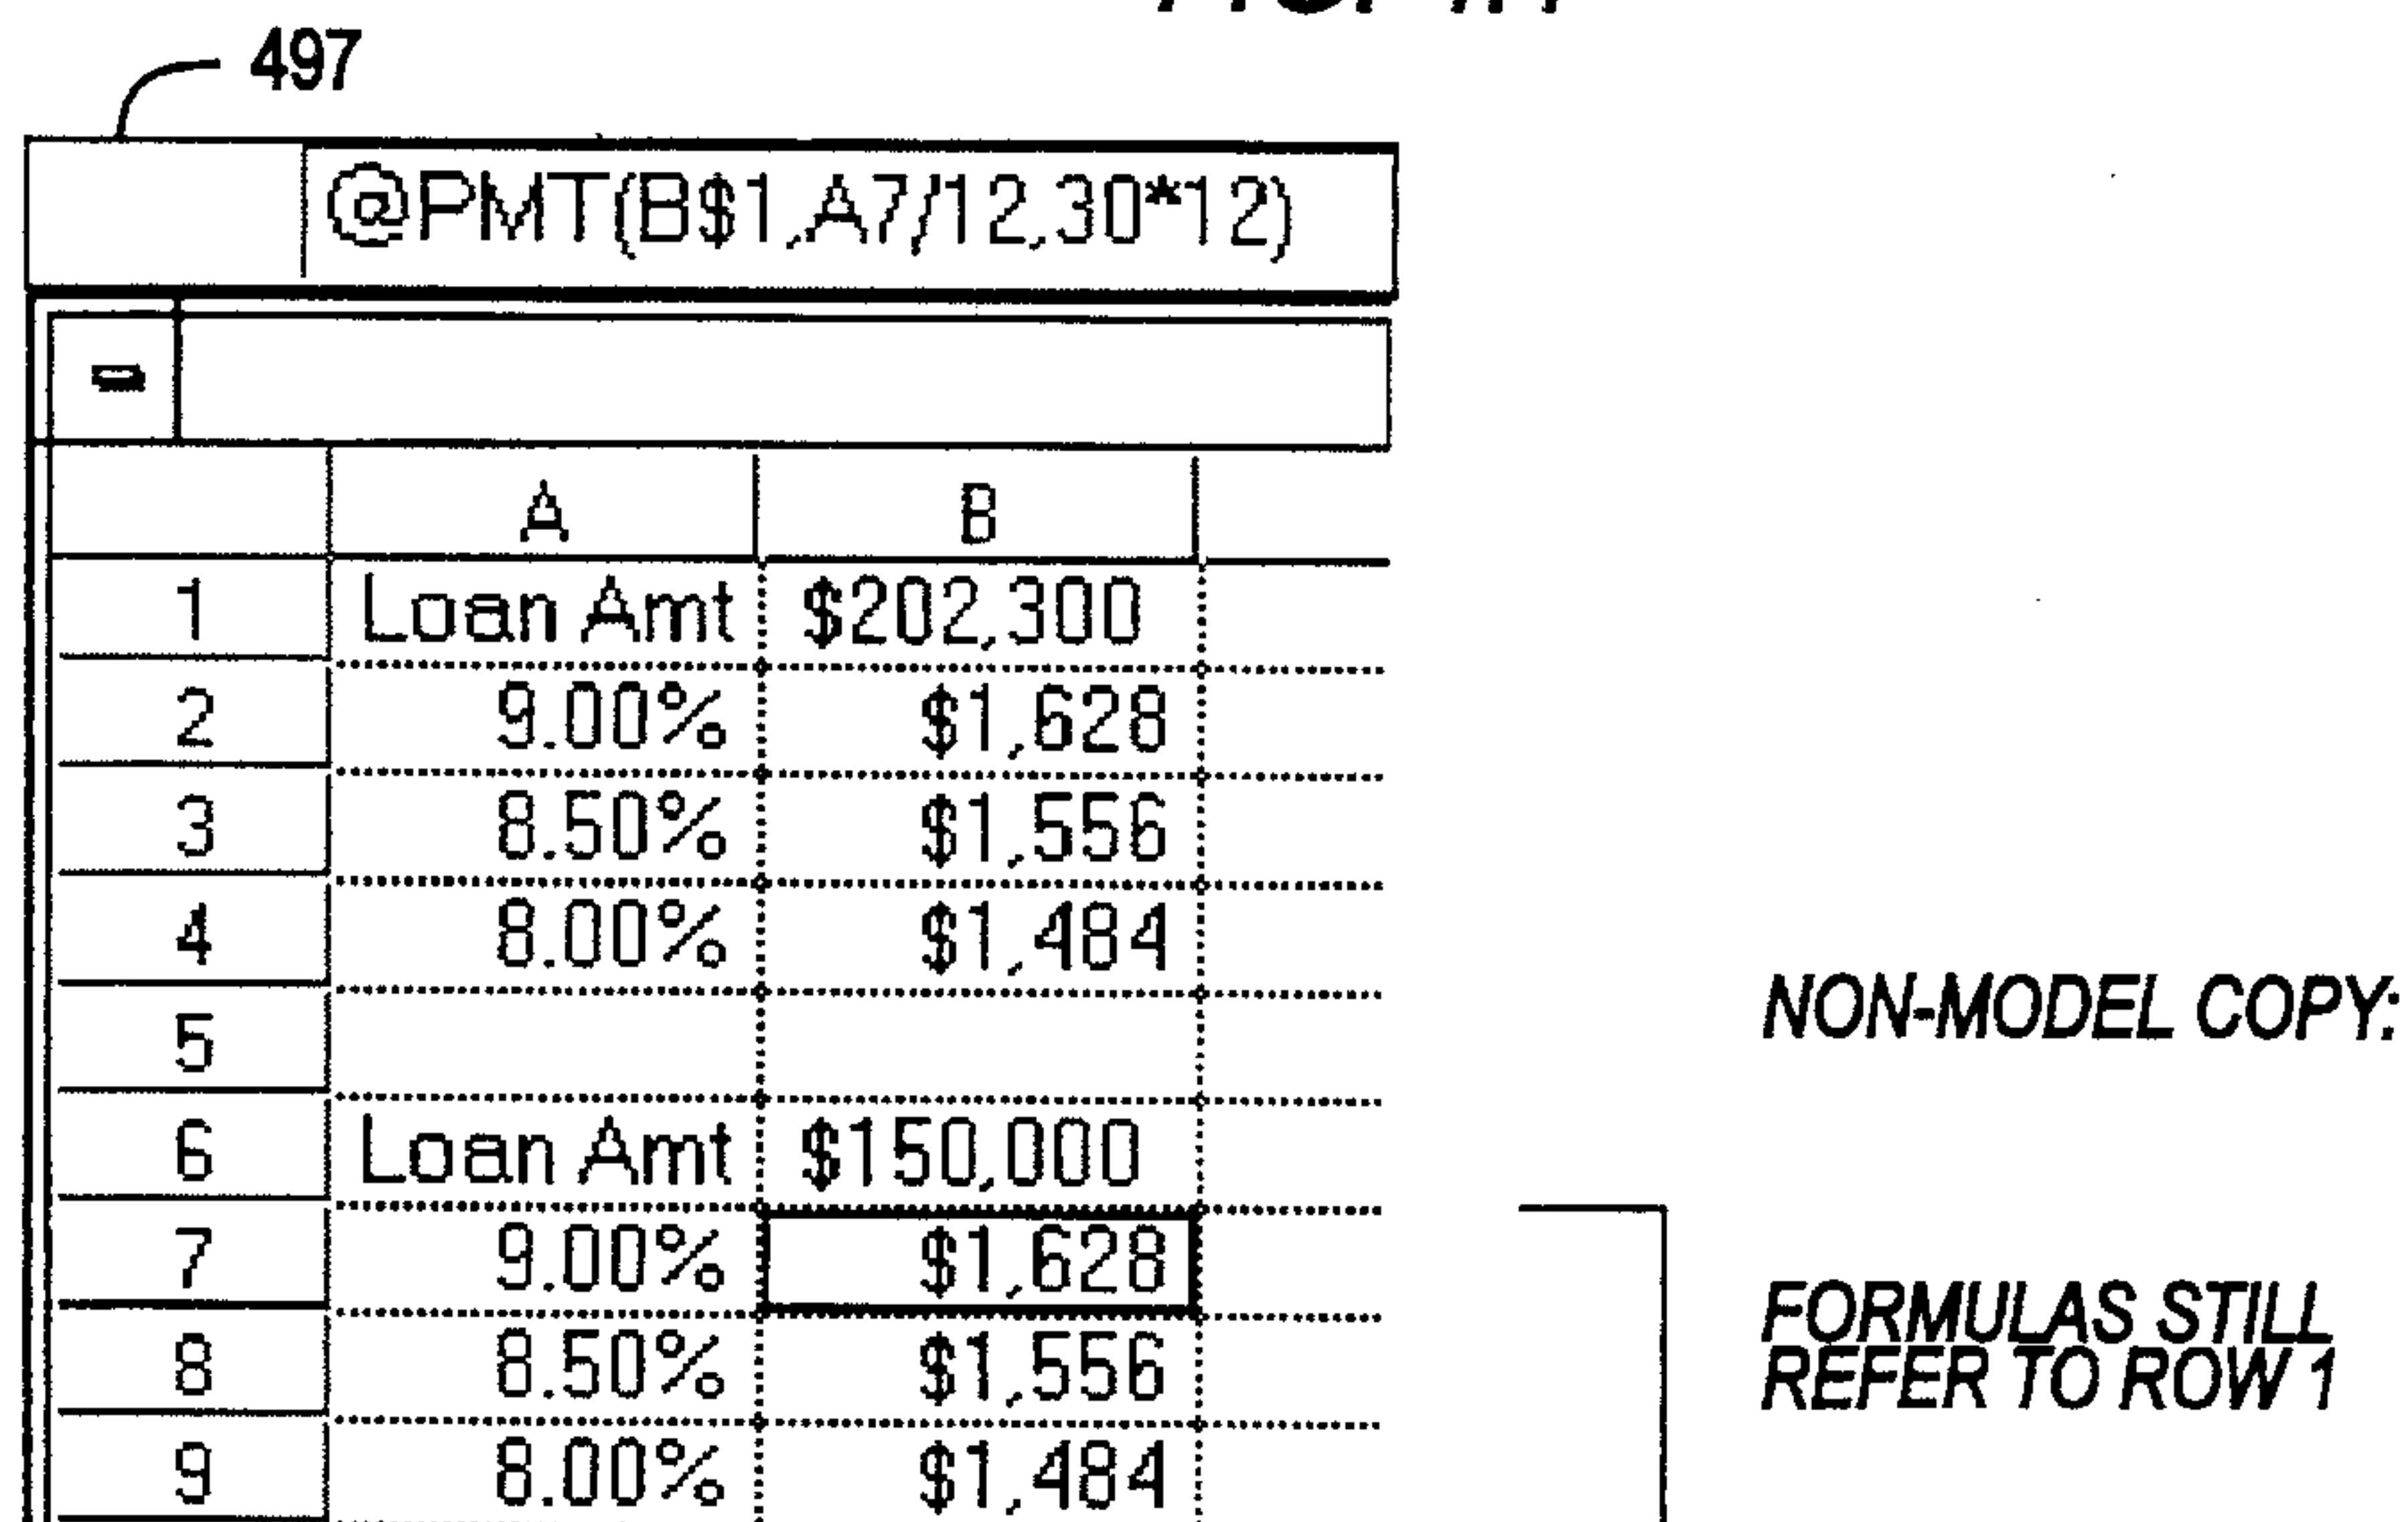 497
@PMT(B$1,A7/12,30*12)
A B
1 Loan Amt $202,300
2 9.00% $1,628
3 8.50% $1,556
4 8.00% $1,484
NON-MODEL COPY:
5
6 Loan Amt $150,000
7 9.00% $1,628
8 8.50% $1,556
FORMULAS STILL
REFER TO ROW 1
9 8.00% $1,484